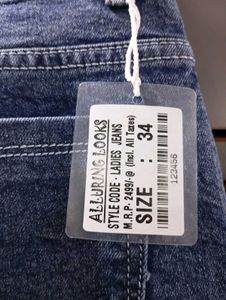 ALLURING LOOKS
STYLE CODE - LADIES JEANS
M.R.P- 2499/-@ (Incl. All Taxes)
SIZE : 34
123456